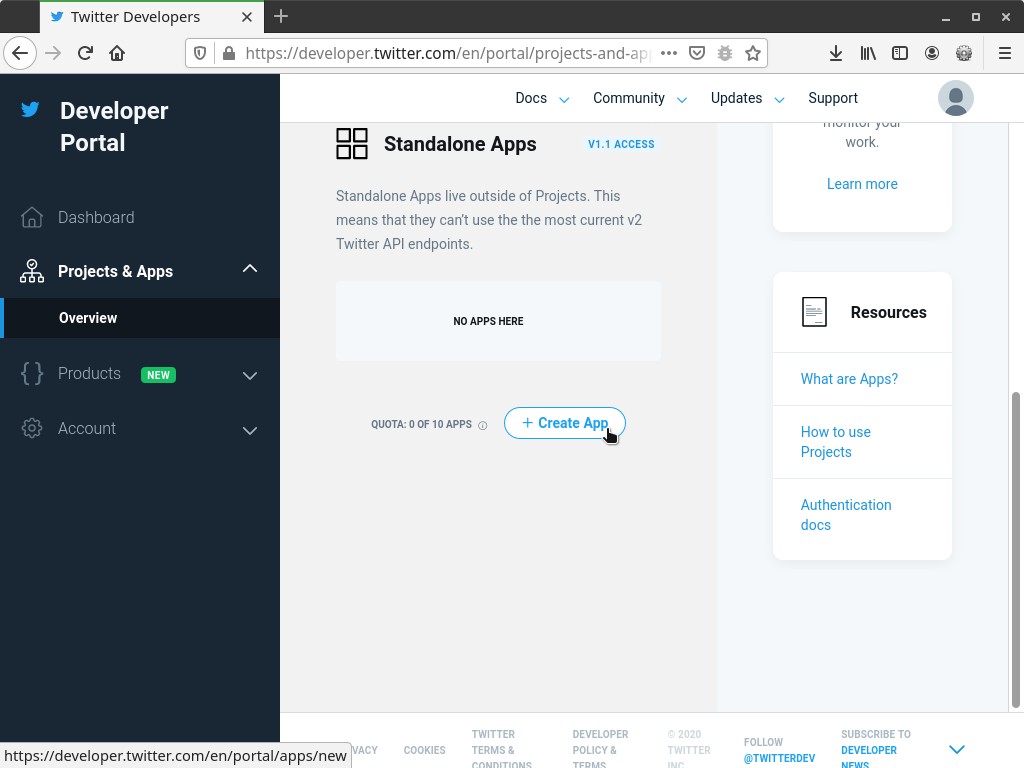 Twitter Developers
https://developer.twitter.com/en/portal/projects-and-ap
Developer
Portal
Dashboard
Projects & Apps
Overview
Products NEW
Account
Docs Community Updates Support
Standalone Apps V1.1 ACCESS
Standalone Apps live outside of Projects. This
means that they can't use the the most current v2
Twitter API endpoints.
NO APPS HERE
QUOTA: 0 OF 10 APPS
+ Create App
monitor your
work.
Learn more
Resources
What are Apps?
How to use
Projects
Authentication
docs
VACY
COOKIES
TWITTER
TERMS &
CONDITIONS
DEVELOPER
POLICY &
TERMS
© 2020
TWITTER
INC.
FOLLOW
@TWITTERDEV
SUBSCRIBE TO
DEVELOPER
NEWS
https://developer.twitter.com/en/portal/apps/new